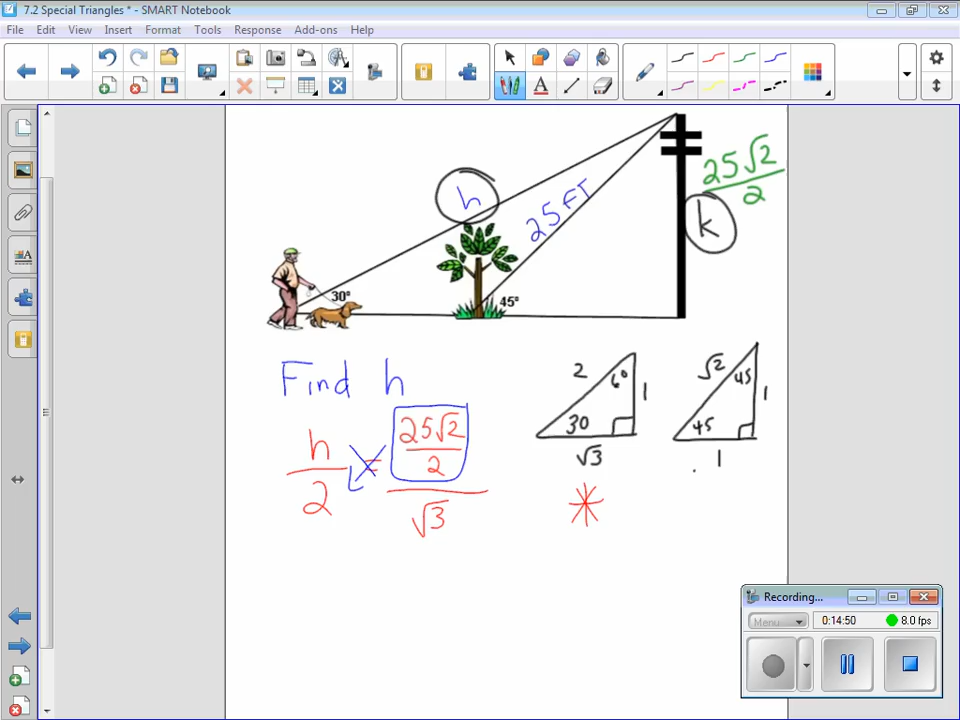 7.2 Special Triangles * - SMART Notebook
File Edit View Insert Format Tools Response Add-ons Help
h
25 FT
25√2
2
k
30°
45°
Find h
h
2
=
25√2
2
√3
2
6°
1
30
√3
√2
45
1
45
1
*
Recording...
Menu
0:14:50
8.0 fps